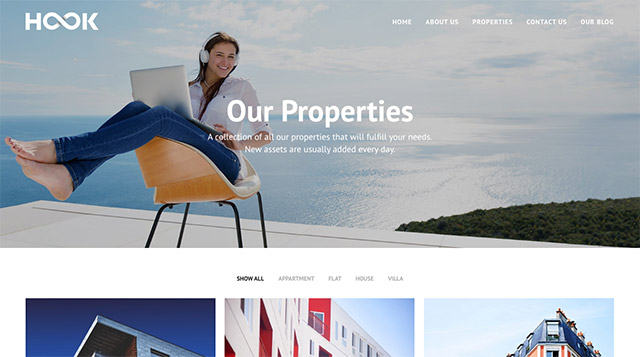 HOOK
HOME ABOUT US PROPERTIES CONTACT US OUR BLOG
Our Properties
A collection of all our properties that will fulfill your needs.
New assets are usually added every day.
SHOW ALL APPARTMENT FLAT HOUSE VILLA